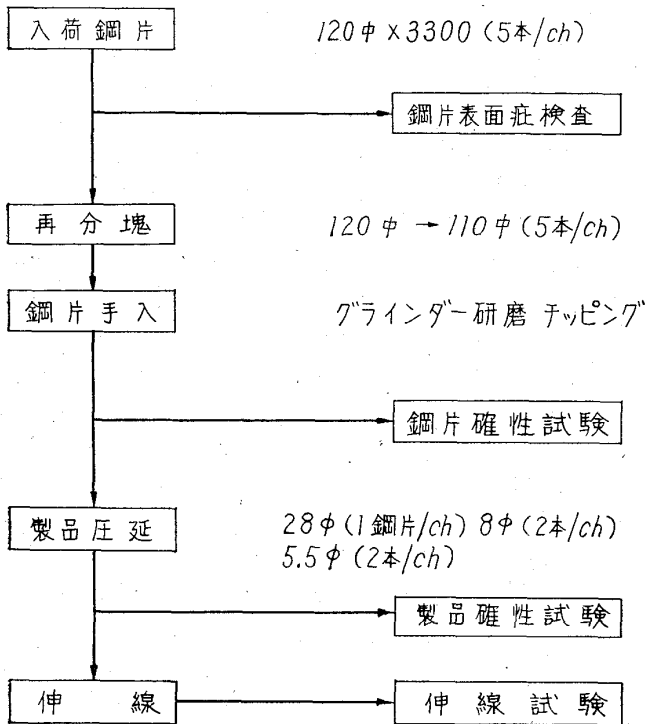 入荷鋼片 120φ×3300 (5本/ch)
鋼片表面疵検査
再分塊 120φ → 110φ (5本/ch)
鋼片手入 グラインダー研磨 チッピング
鋼片確性試験
製品圧延 28φ (1鋼片/ch) 8φ (2本/ch)
5.5φ (2本/ch)
製品確性試験
伸線 伸線試験